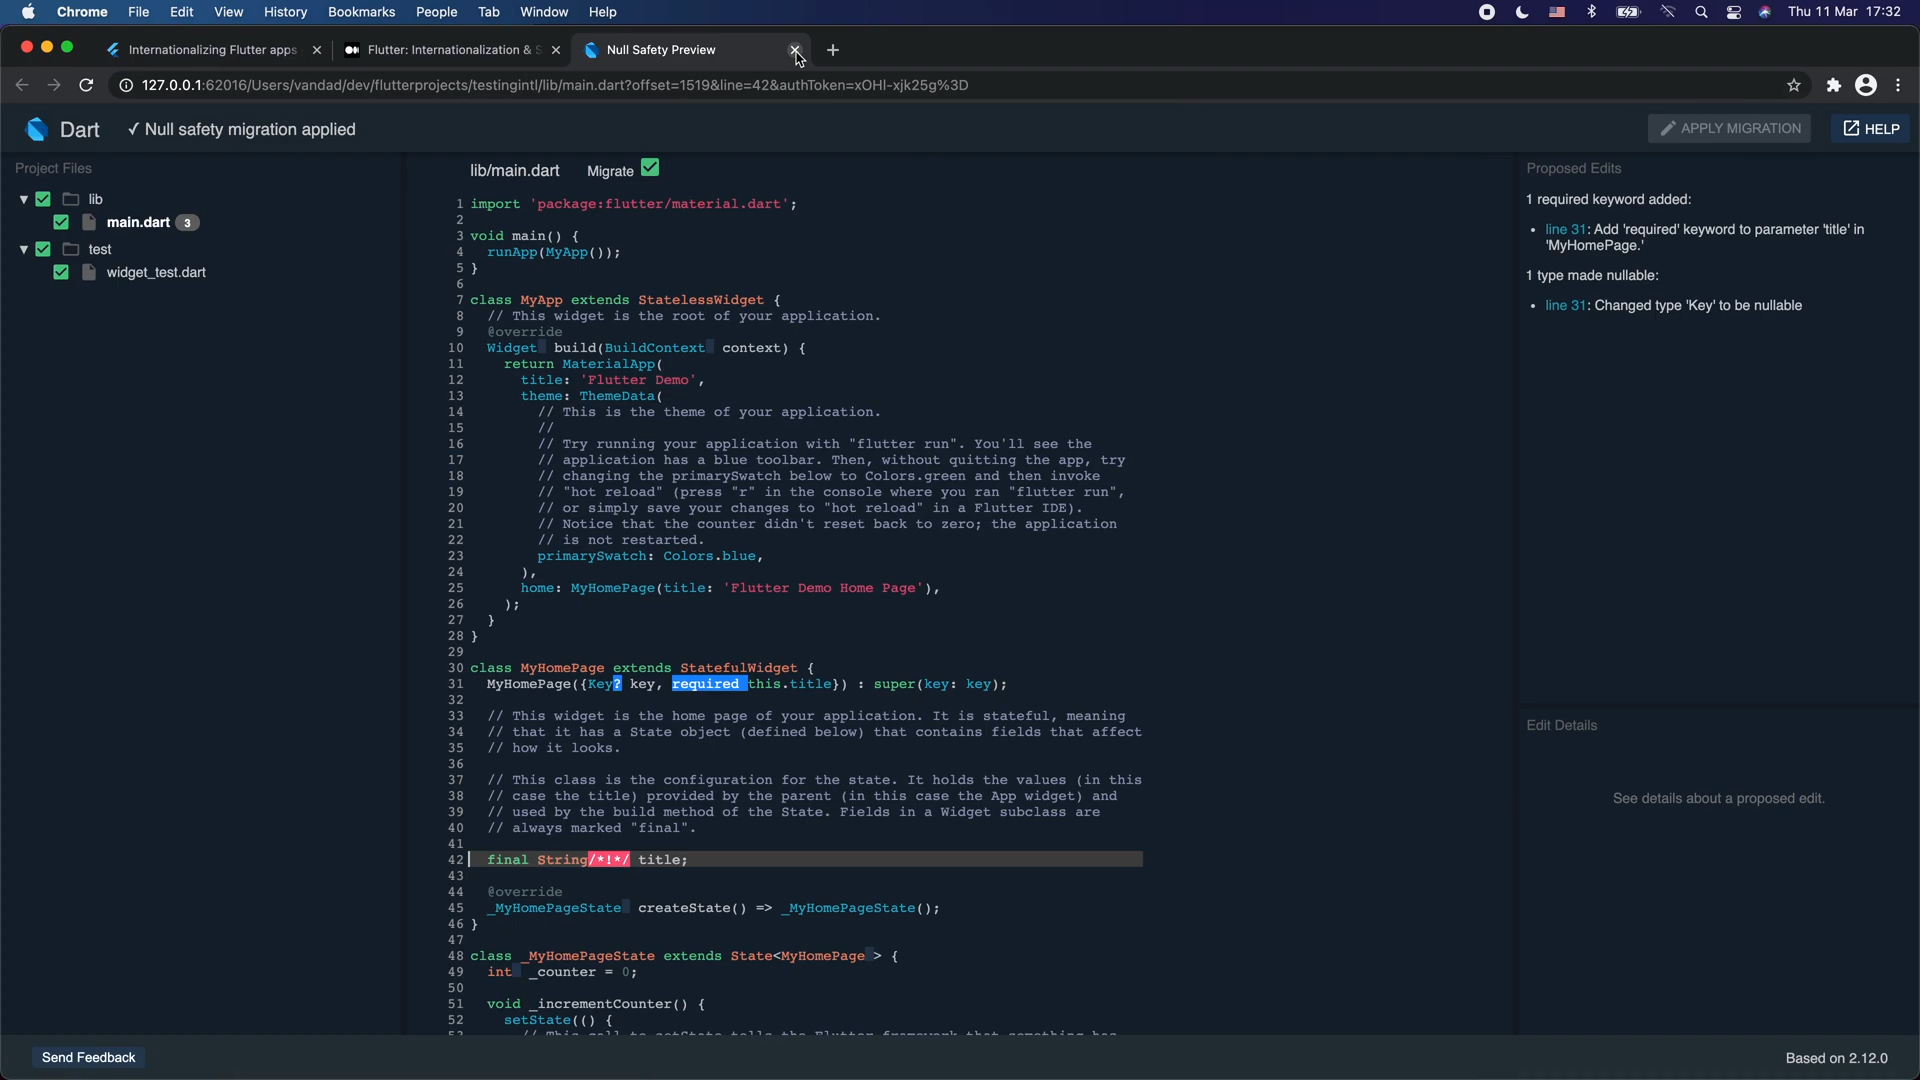 Chrome File Edit View History Bookmarks People Tab Window Help Thu 11 Mar 17:32
Internationalizing Flutter apps Flutter: Internationalization & S Null Safety Preview
127.0.0.1:62016/Users/vandad/dev/flutterprojects/testingintl/lib/main.dart?offset=1519&line=42&authToken=xOHI-xjk25g%3D
Dart ✓ Null safety migration applied APPLY MIGRATION HELP
Project Files
lib
main.dart 3
test
widget_test.dart
lib/main.dart Migrate
1 import 'package:flutter/material.dart';
2
3 void main() {
4 runApp(MyApp());
5 }
6
7 class MyApp extends StatelessWidget {
8 // This widget is the root of your application.
9 @override
10 Widget build(BuildContext context) {
11 return MaterialApp(
12 title: 'Flutter Demo',
13 theme: ThemeData(
14 // This is the theme of your application.
15 //
16 // Try running your application with "flutter run". You'll see the
17 // application has a blue toolbar. Then, without quitting the app, try
18 // changing the primarySwatch below to Colors.green and then invoke
19 // "hot reload" (press "r" in the console where you ran "flutter run",
20 // or simply save your changes to "hot reload" in a Flutter IDE).
21 // Notice that the counter didn't reset back to zero; the application
22 // is not restarted.
23 primarySwatch: Colors.blue,
24 ),
25 home: MyHomePage(title: 'Flutter Demo Home Page'),
26 );
27 }
28 }
29
30 class MyHomePage extends StatefulWidget {
31 MyHomePage({Key? key, required this.title}) : super(key: key);
32
33 // This widget is the home page of your application. It is stateful, meaning
34 // that it has a State object (defined below) that contains fields that affect
35 // how it looks.
36
37 // This class is the configuration for the state. It holds the values (in this
38 // case the title) provided by the parent (in this case the App widget) and
39 // used by the build method of the State. Fields in a Widget subclass are
40 // always marked "final".
41
42 final String/*!*/ title;
43
44 @override
45 _MyHomePageState createState() => _MyHomePageState();
46 }
47
48 class _MyHomePageState extends State<MyHomePage > {
49 int _counter = 0;
50
51 void _incrementCounter() {
52 setState(() {
53 // This call to setState tells the Flutter framework that something has
Proposed Edits
1 required keyword added:
• line 31: Add 'required' keyword to parameter 'title' in
'MyHomePage.'
1 type made nullable:
• line 31: Changed type 'Key' to be nullable
Edit Details
See details about a proposed edit.
Send Feedback Based on 2.12.0